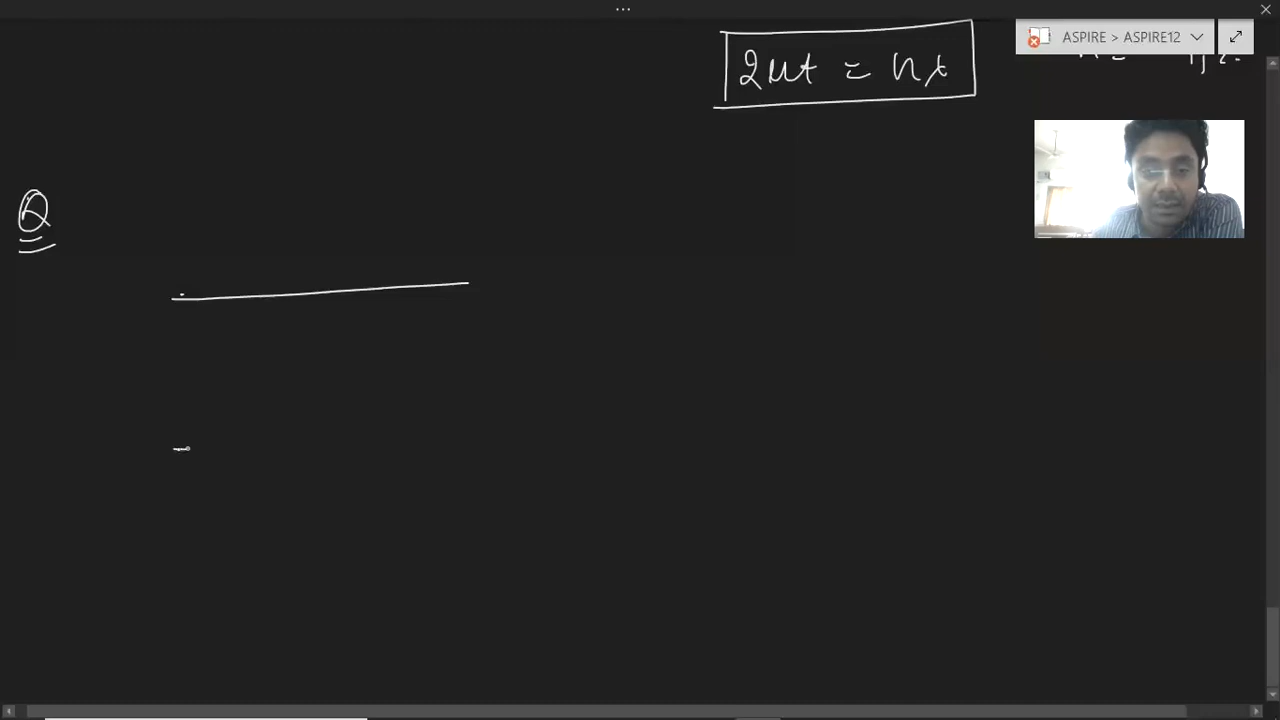 ASPIRE > ASPIRE12
2μt = nλ
Q